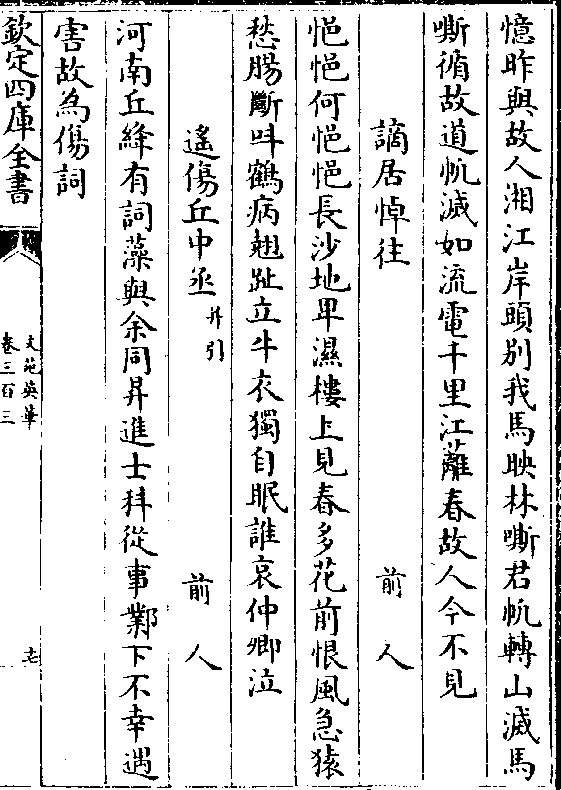 憶昨與故人湘江岸頭别我馬映林嘶君帆轉山滅馬
嘶循故道帆滅如流電千里江蘺春故人今不見
謫居悼往 前人
悒悒何悒悒長沙地卑濕樓上見春多花前恨風急猿
愁膓斷呌鶴病翹趾立牛衣獨自眠誰哀仲卿泣
遙傷丘中丞并引 前人
河南丘絳有詞藻與余同昇進士科從事鄴下不幸遇
害故為傷詞
欽定四庫全書
文苑英華
卷三百三
十七